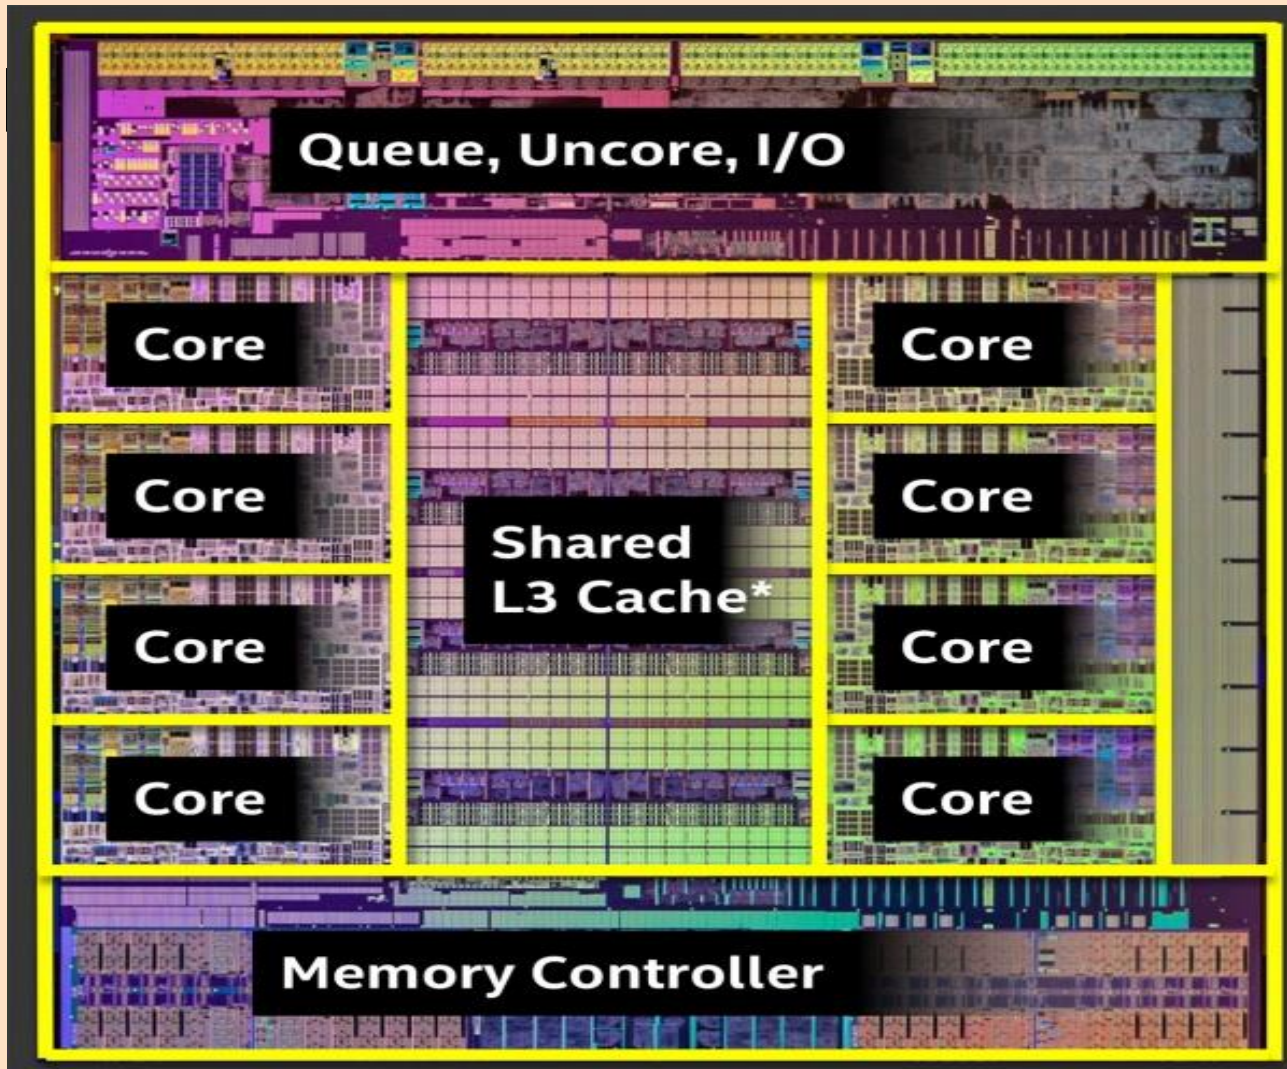 Queue, Uncore, I/O
Core
Core
Core
Core
Shared
L3 Cache*
Core
Core
Core
Core
Memory Controller